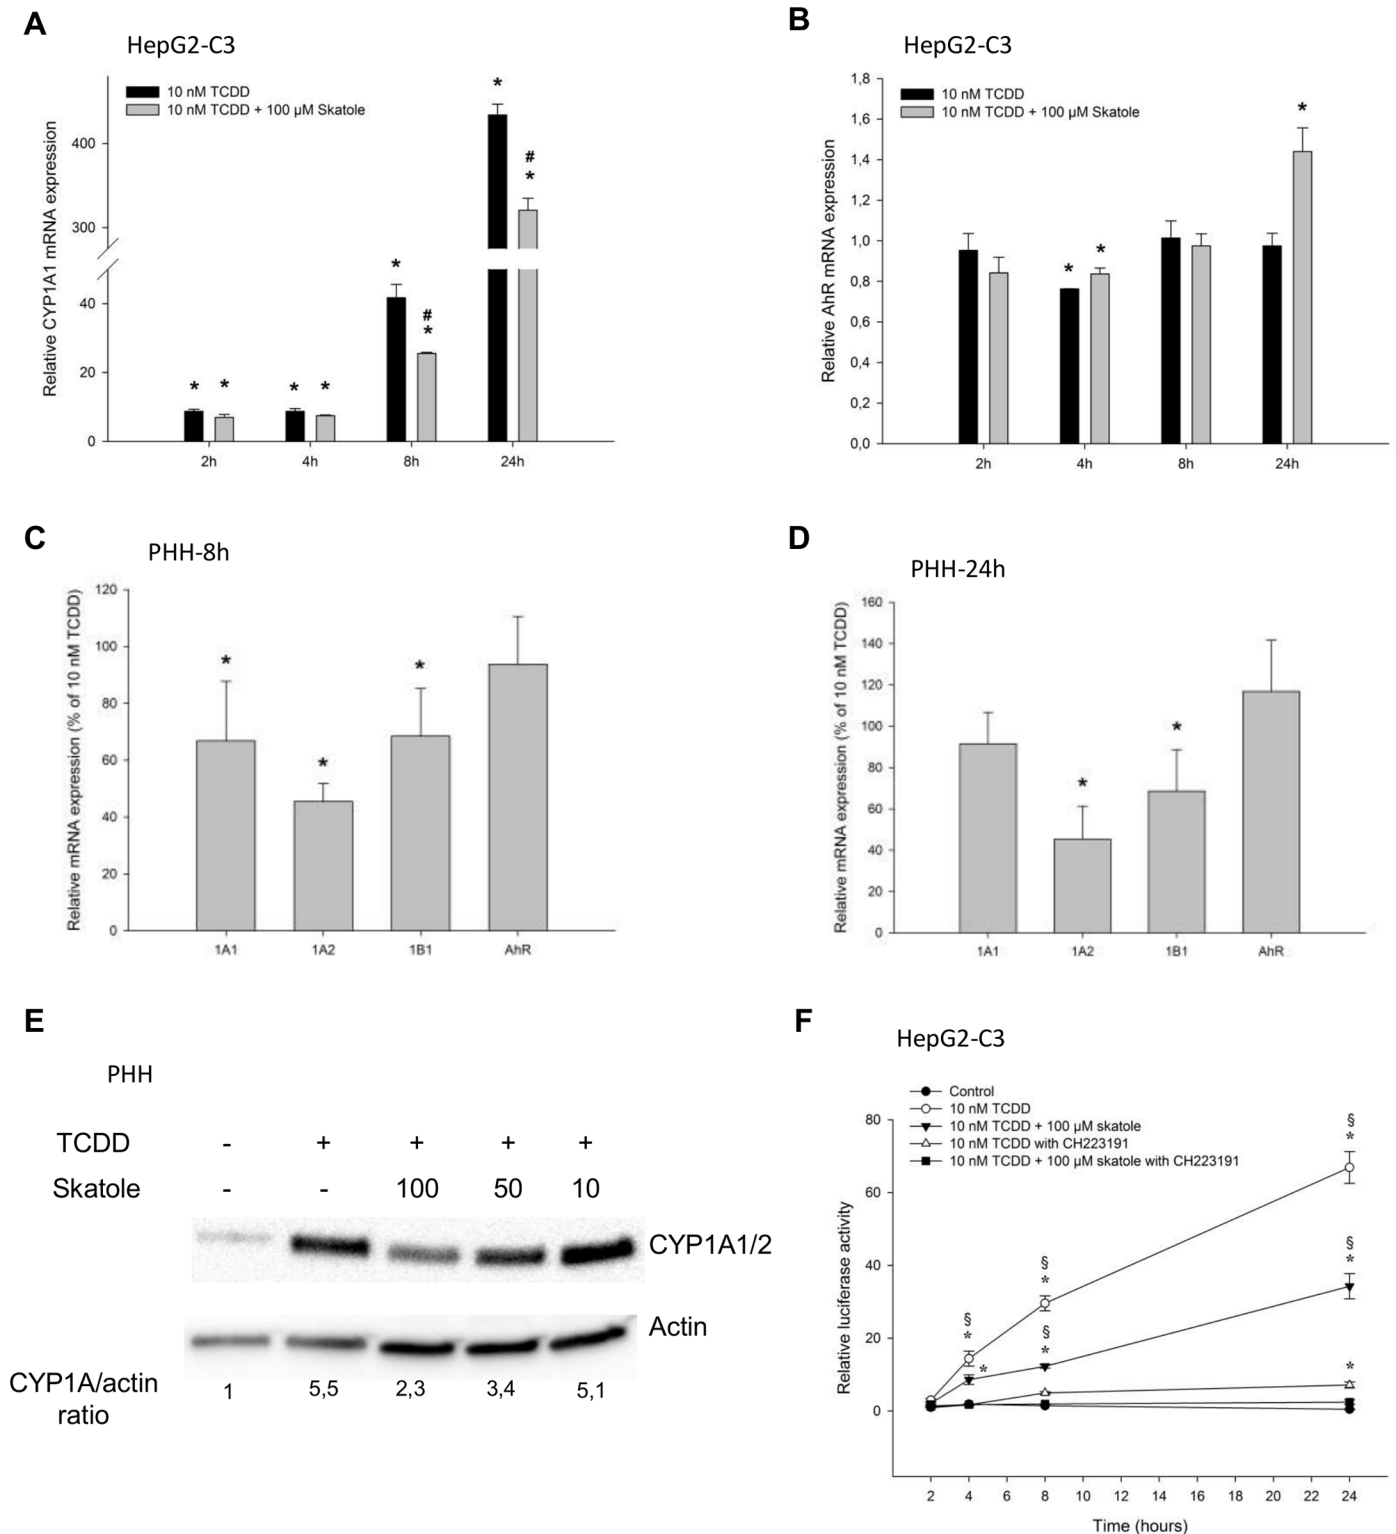 A
HepG2-C3
10 nM TCDD
10 nM TCDD + 100 µM Skatole
Relative CYP1A1 mRNA expression
400
300
40
20
0
* * * * * # * * # *
2h 4h 8h 24h
B
HepG2-C3
10 nM TCDD
10 nM TCDD + 100 µM Skatole
Relative AhR mRNA expression
1,8
1,6
1,4
1,2
1,0
0,8
0,6
0,4
0,2
0,0
* * *
2h 4h 8h 24h
C
PHH-8h
Relative mRNA expression (% of 10 nM TCDD)
120
100
80
60
40
20
0
* * *
1A1 1A2 1B1 AhR
D
PHH-24h
Relative mRNA expression (% of 10 nM TCDD)
160
140
120
100
80
60
40
20
0
* *
1A1 1A2 1B1 AhR
E
PHH
TCDD - + + + +
Skatole - - 100 50 10
CYP1A1/2
Actin
CYP1A/actin 1 5,5 2,3 3,4 5,1
ratio
F
HepG2-C3
Control
10 nM TCDD
10 nM TCDD + 100 µM skatole
10 nM TCDD with CH223191
10 nM TCDD + 100 µM skatole with CH223191
Relative luciferase activity
80
60
40
20
0
§ * * § * § * § * § * *
2 4 6 8 10 12 14 16 18 20 22 24
Time (hours)